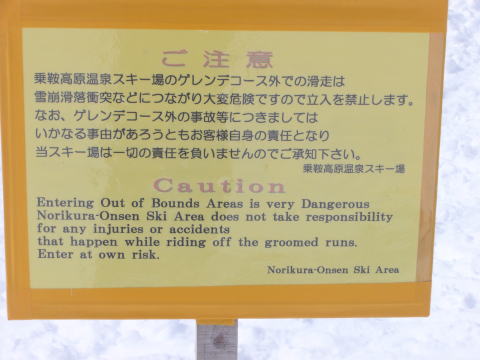 ご注意
乗鞍高原温泉スキー場のゲレンデコース外での滑走は
雪崩滑落衝突などにつながり大変危険ですので立入を禁止します。
なお、ゲレンデコース外の事故等につきましては
いかなる事由があろうともお客様自身の責任となり
当スキー場は一切の責任を負いませんのでご承知下さい。
乗鞍高原温泉スキー場
Caution
Entering Out of Bounds Areas is very Dangerous
Norikura-Onsen Ski Area does not take responsibility
for any injuries or accidents
that happen while riding off the groomed runs.
Enter at own risk.
Norikura-Onsen Ski Area